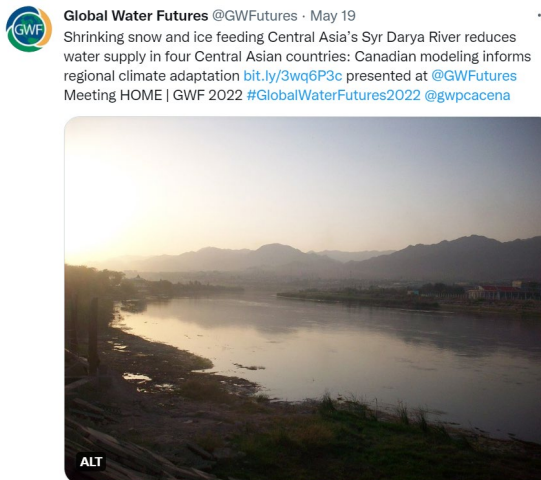 GWF
Global Water Futures @GWFutures · May 19
Shrinking snow and ice feeding Central Asia's Syr Darya River reduces
water supply in four Central Asian countries: Canadian modeling informs
regional climate adaptation bit.ly/3wq6P3c presented at @GWFutures
Meeting HOME | GWF 2022 #GlobalWaterFutures2022 @gwpcacena
ALT